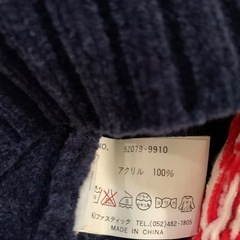 NO. 52079-9910
アクリル 100%
㈱ファスティック
TEL.(052)482-7805
MADE IN CHINA